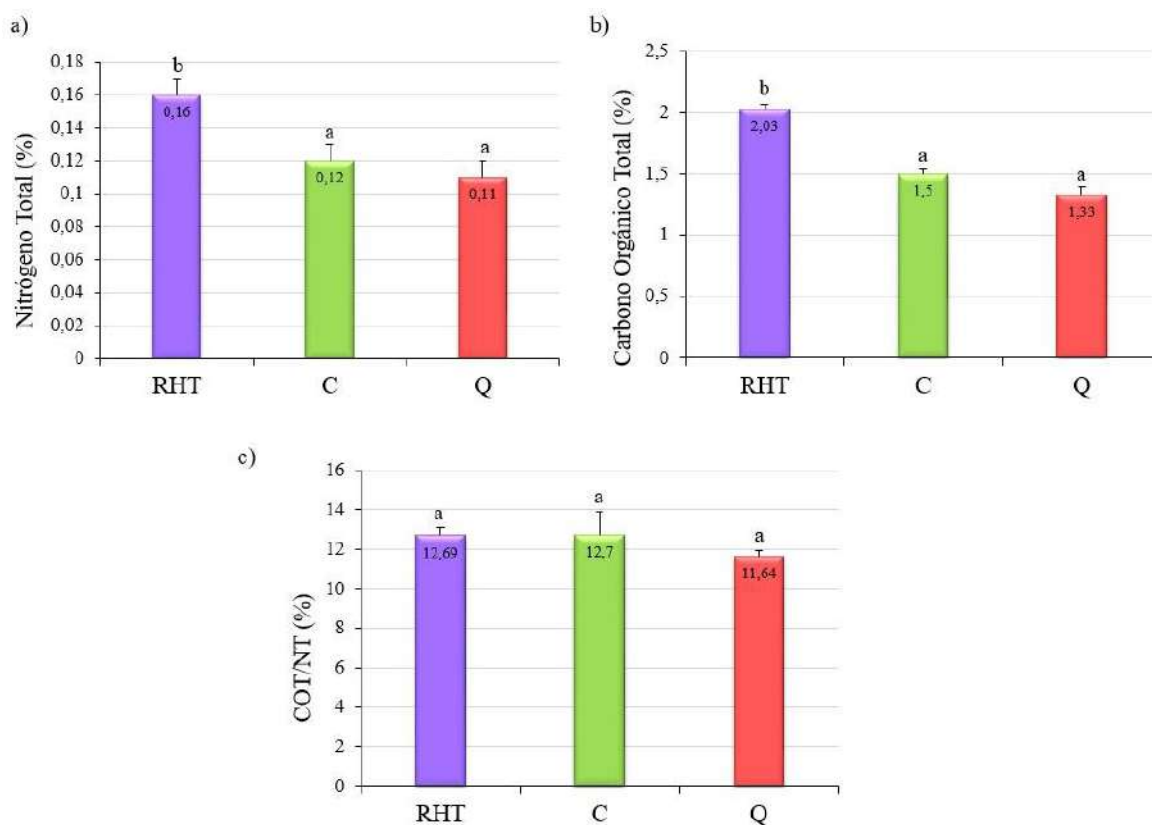 a)
Nitrógeno Total (%)
0,18
0,16
0,14
0,12
0,1
0,08
0,06
0,04
0,02
0
b
a
a
0,16
0,12
0,11
RHT C Q
b)
Carbono Orgánico Total (%)
2,5
2
1,5
1
0,5
0
b
a
a
2,03
1,5
1,33
RHT C Q
c)
COT/NT (%)
16
14
12
10
8
6
4
2
0
a
a
a
12,69
12,7
11,64
RHT C Q